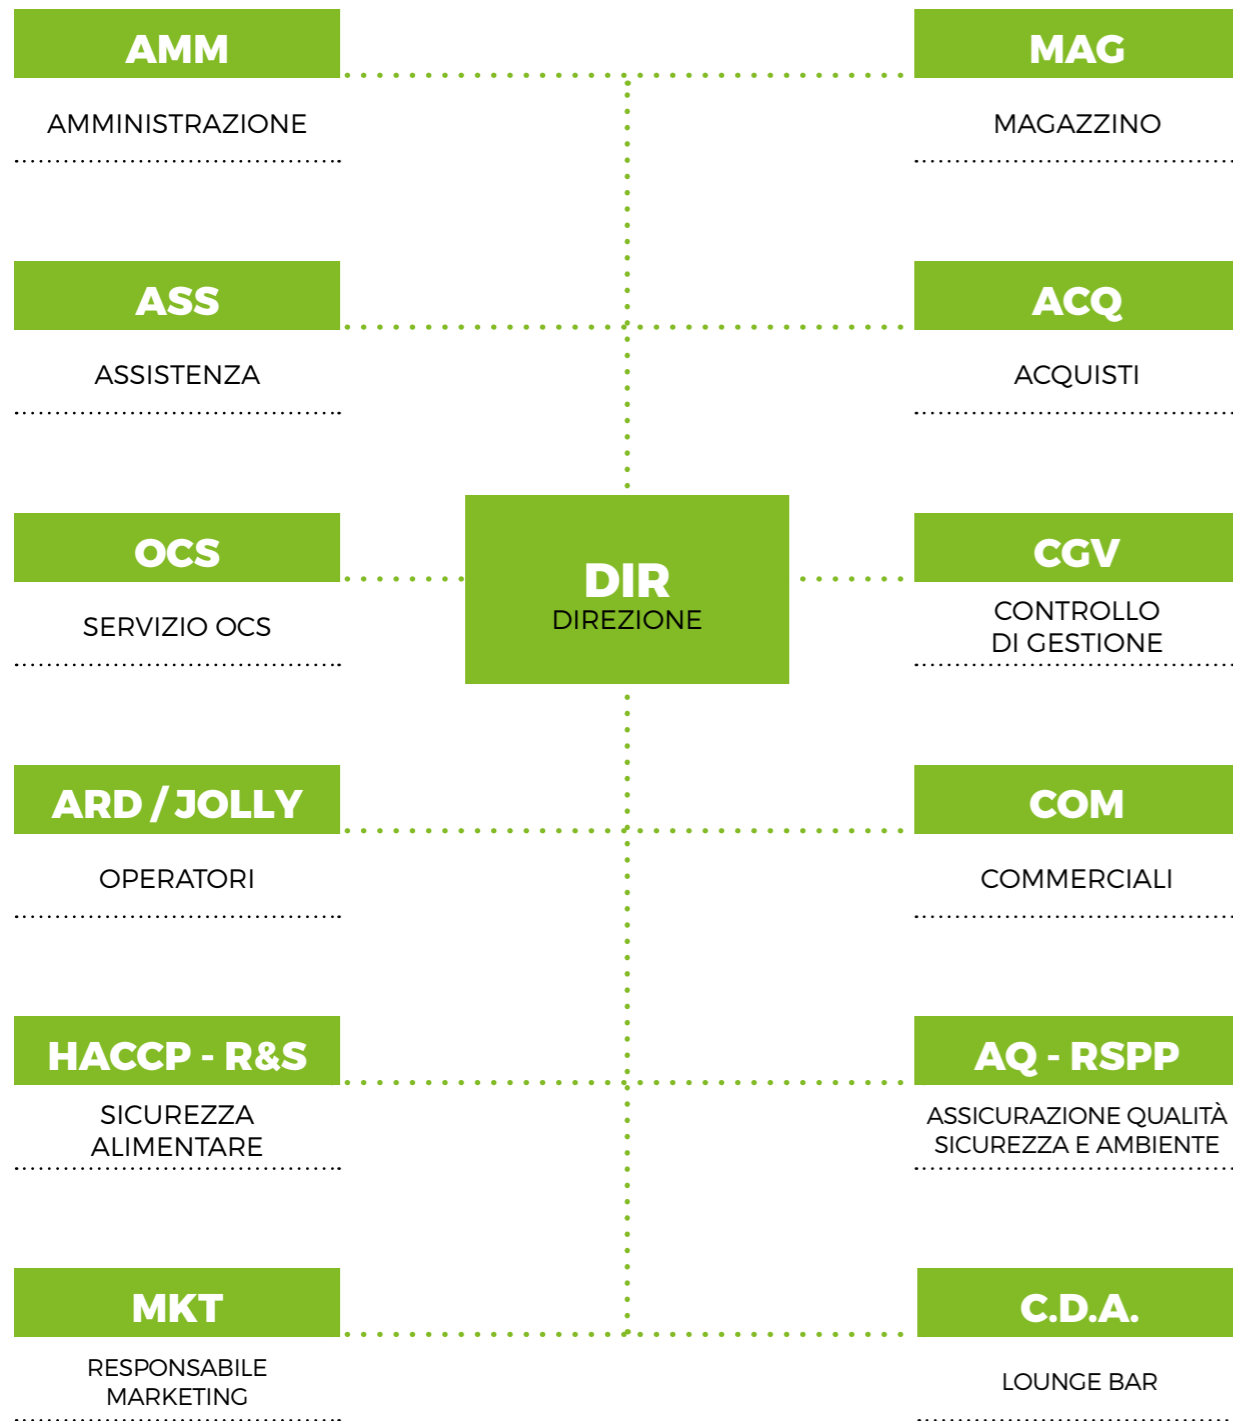 AMM
AMMINISTRAZIONE
MAG
MAGAZZINO
ASS
ASSISTENZA
ACQ
ACQUISTI
OCS
SERVIZIO OCS
DIR
DIREZIONE
CGV
CONTROLLO
DI GESTIONE
ARD / JOLLY
OPERATORI
COM
COMMERCIALI
HACCP - R&S
SICUREZZA
ALIMENTARE
AQ - RSPP
ASSICURAZIONE QUALITÀ
SICUREZZA E AMBIENTE
MKT
RESPONSABILE
MARKETING
C.D.A.
LOUNGE BAR